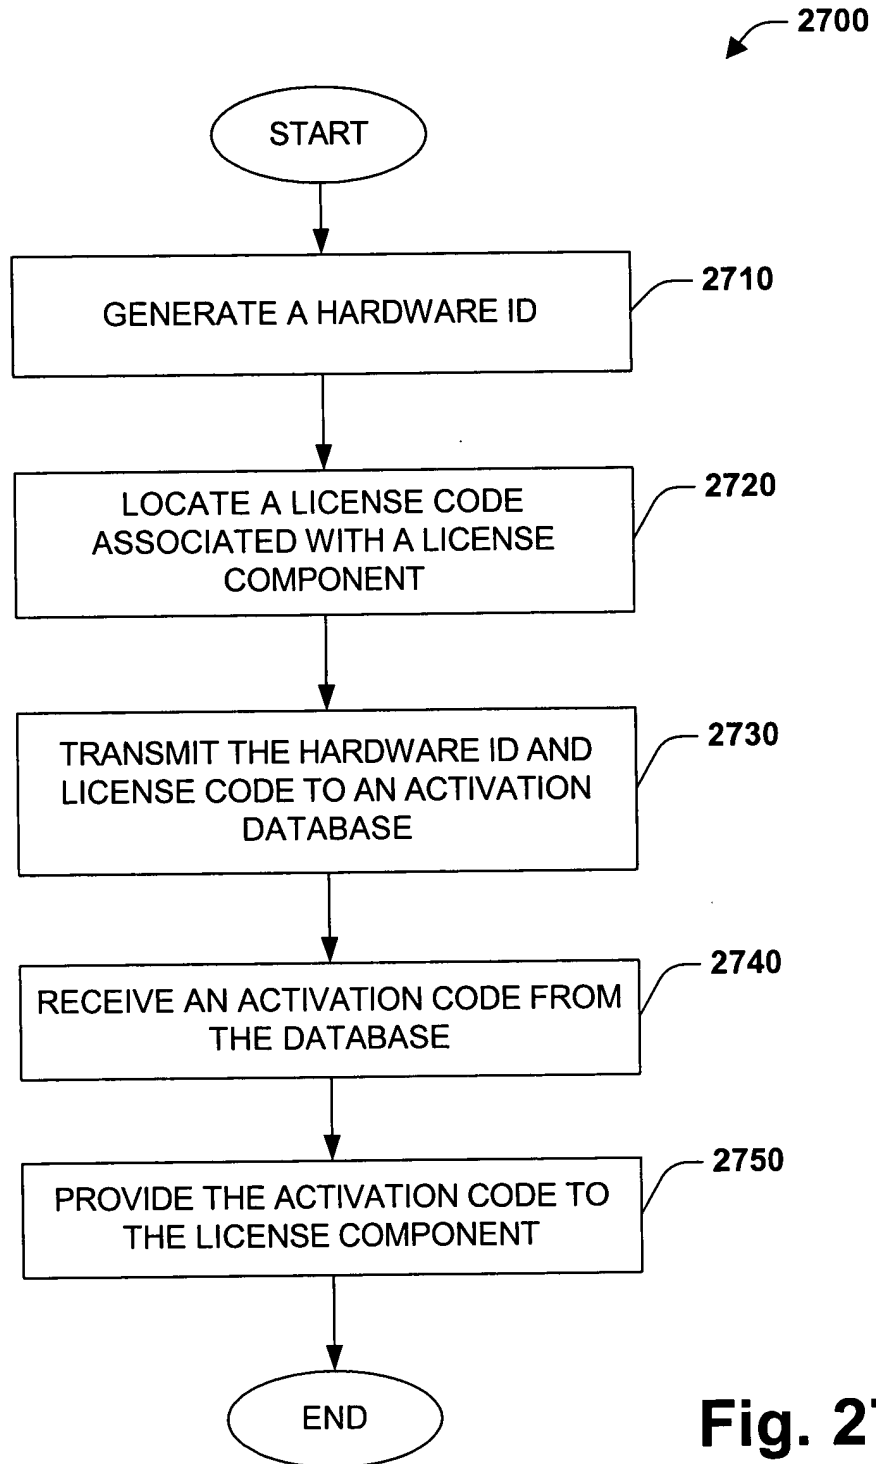 2700
START
GENERATE A HARDWARE ID
2710
LOCATE A LICENSE CODE
ASSOCIATED WITH A LICENSE
COMPONENT
2720
TRANSMIT THE HARDWARE ID AND
LICENSE CODE TO AN ACTIVATION
DATABASE
2730
RECEIVE AN ACTIVATION CODE FROM
THE DATABASE
2740
PROVIDE THE ACTIVATION CODE TO
THE LICENSE COMPONENT
2750
END
Fig. 27